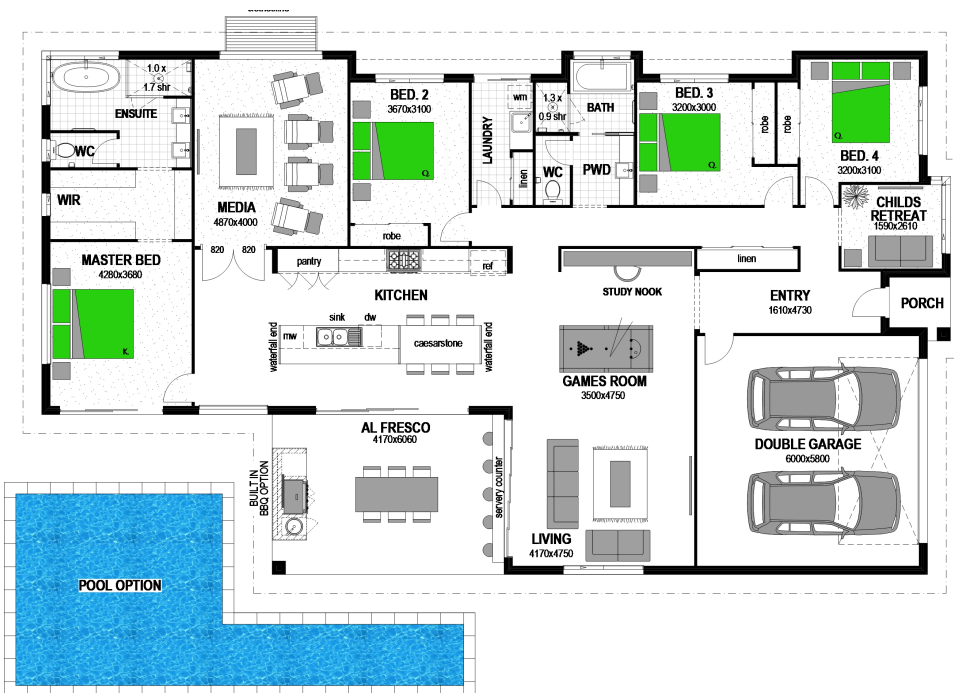 1.0 x
1.7 shr
ENSUITE
WC
WIR
MASTER BED
4280x3680
K.
MEDIA
4870x4000
820
820
BED. 2
3670x3100
Q.
robe
LAUNDRY
wm
linen
1.3 x
0.9 shr
BATH
WC
PWD
BED. 3
3200x3000
Q.
robe
robe
Q.
BED. 4
3200x3100
CHILDS
RETREAT
1590x2610
pantry
ref
KITCHEN
sink
dw
mw
waterfall end
caesarstone
waterfall end
STUDY NOOK
linen
ENTRY
1610x4730
PORCH
GAMES ROOM
3500x4750
AL FRESCO
4170x6060
BUILT IN
BBQ OPTION
servery counter
LIVING
4170x4750
DOUBLE GARAGE
6000x5800
POOL OPTION